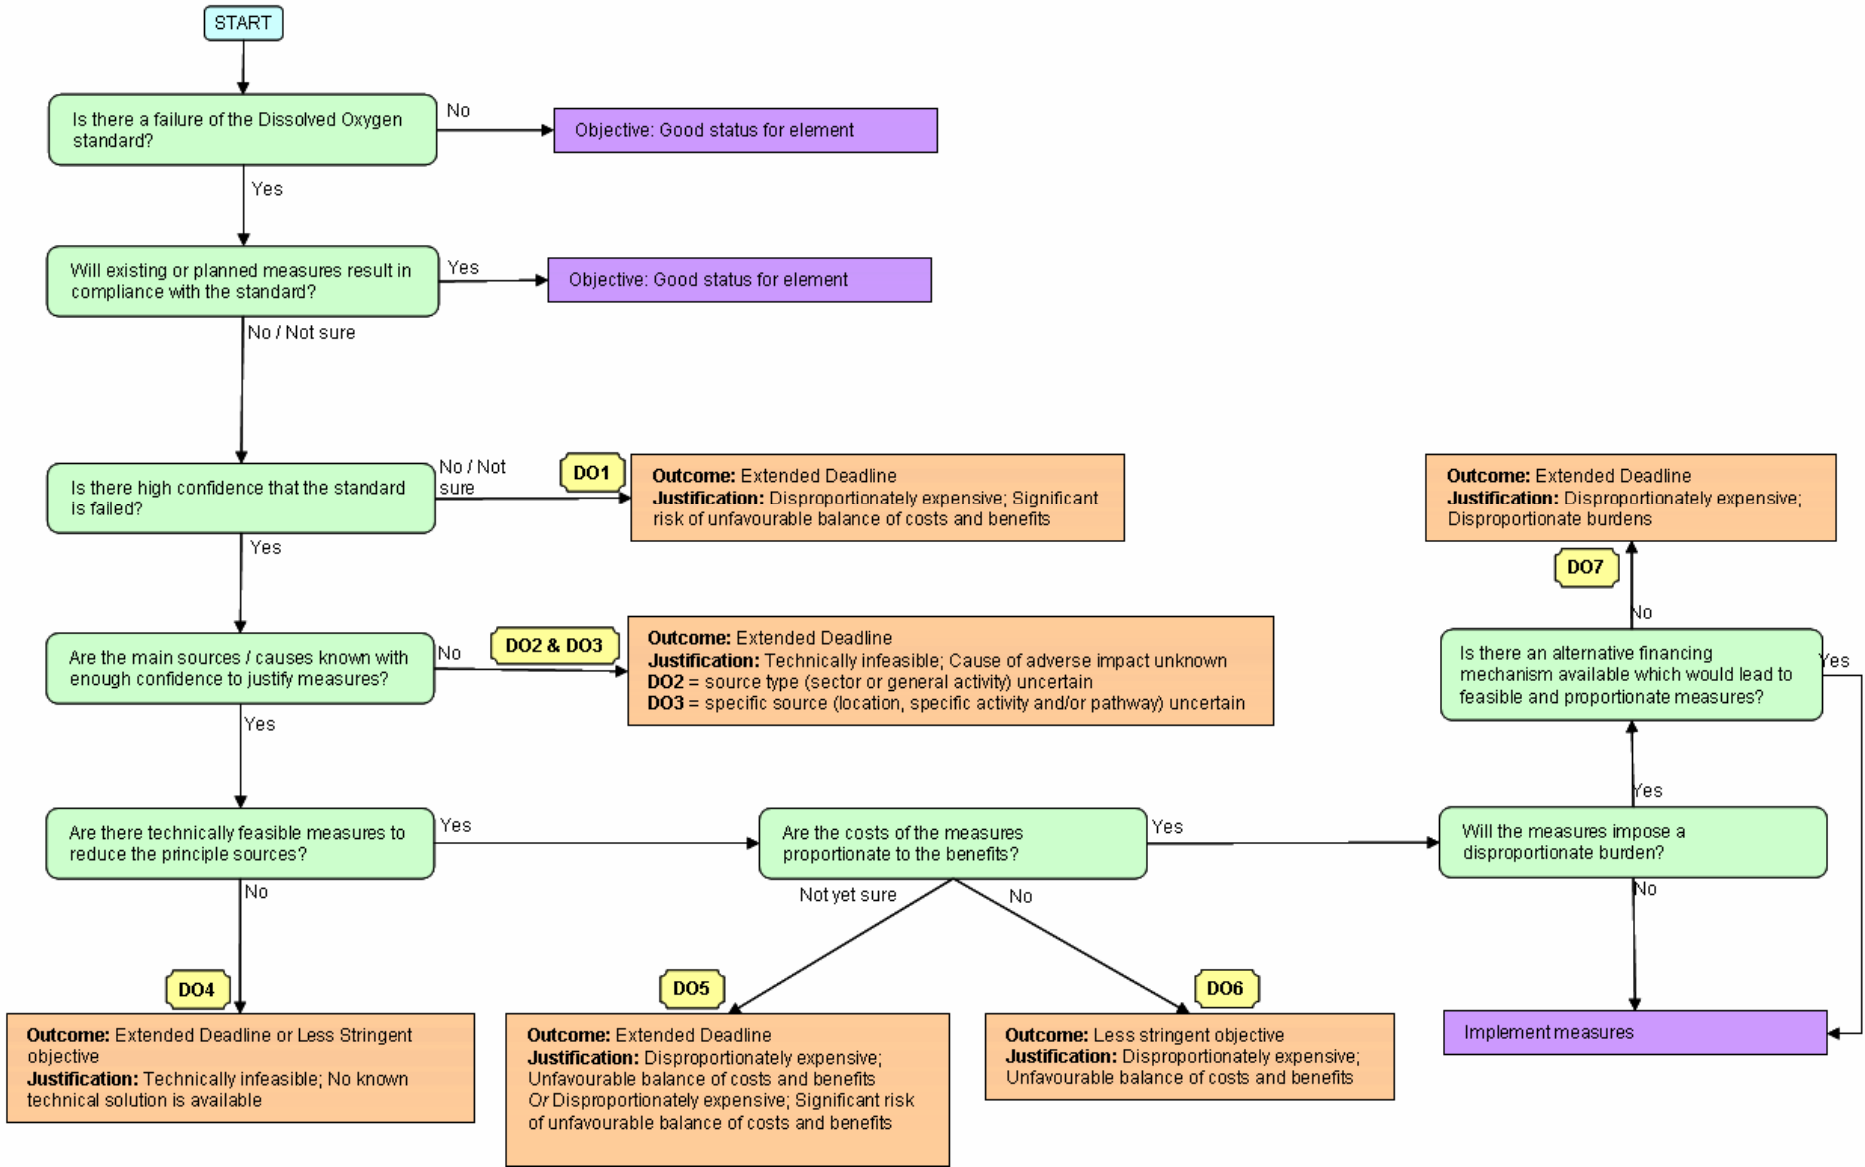 START
Is there a failure of the Dissolved Oxygen
standard?
No
Objective: Good status for element
Yes
Will existing or planned measures result in
compliance with the standard?
Yes
Objective: Good status for element
No / Not sure
Is there high confidence that the standard
is failed?
No / Not
sure
DO1
Outcome: Extended Deadline
Justification: Disproportionately expensive; Significant
risk of unfavourable balance of costs and benefits
Yes
Are the main sources / causes known with
enough confidence to justify measures?
No
DO2 & DO3
Outcome: Extended Deadline
Justification: Technically infeasible; Cause of adverse impact unknown
DO2 = source type (sector or general activity) uncertain
DO3 = specific source (location, specific activity and/or pathway) uncertain
Yes
Are there technically feasible measures to
reduce the principle sources?
No
DO4
Outcome: Extended Deadline or Less Stringent
objective
Justification: Technically infeasible; No known
technical solution is available
Yes
Are the costs of the measures
proportionate to the benefits?
Not yet sure
DO5
Outcome: Extended Deadline
Justification: Disproportionately expensive;
Unfavourable balance of costs and benefits
Or Disproportionately expensive; Significant risk
of unfavourable balance of costs and benefits
No
DO6
Outcome: Less stringent objective
Justification: Disproportionately expensive;
Unfavourable balance of costs and benefits
Yes
Will the measures impose a
disproportionate burden?
Yes
Is there an alternative financing
mechanism available which would lead to
feasible and proportionate measures?
No
DO7
Outcome: Extended Deadline
Justification: Disproportionately expensive;
Disproportionate burdens
Yes
No
Implement measures